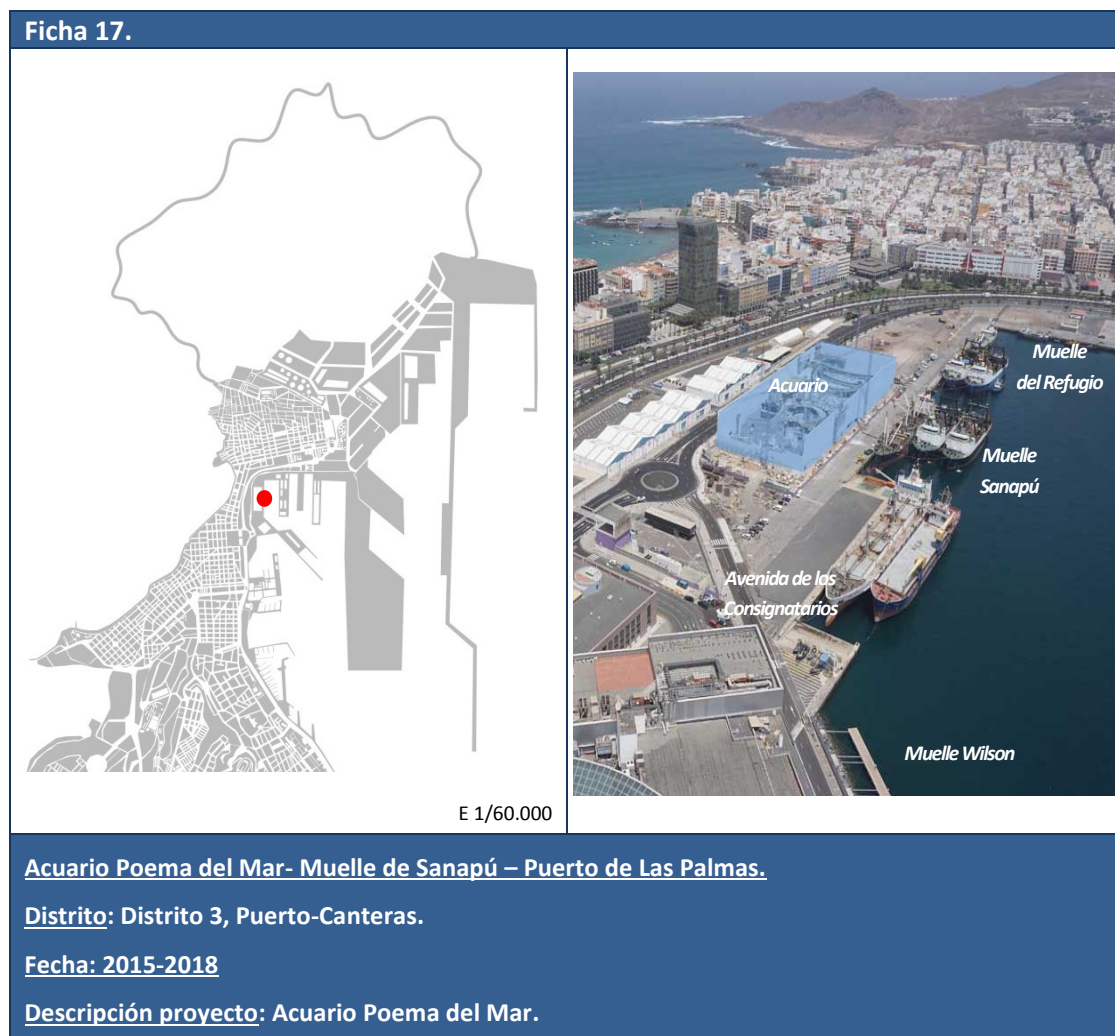 Ficha 17.
E 1/60.000
Acuario
Muelle
del Refugio
Muelle
Sanapú
Avenida de los
Consignatarios
Muelle Wilson
Acuario Poema del Mar- Muelle de Sanapú – Puerto de Las Palmas.
Distrito: Distrito 3, Puerto-Canteras.
Fecha: 2015-2018
Descripción proyecto: Acuario Poema del Mar.